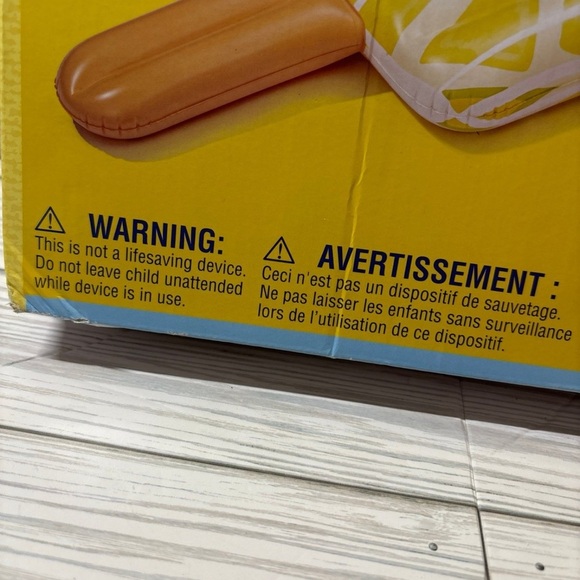 WARNING:
This is not a lifesaving device.
Do not leave child unattended
while device is in use.
AVERTISSEMENT :
Ceci n'est pas un dispositif de sauvetage.
Ne pas laisser les enfants sans surveillance
lors de l'utilisation de ce dispositif.